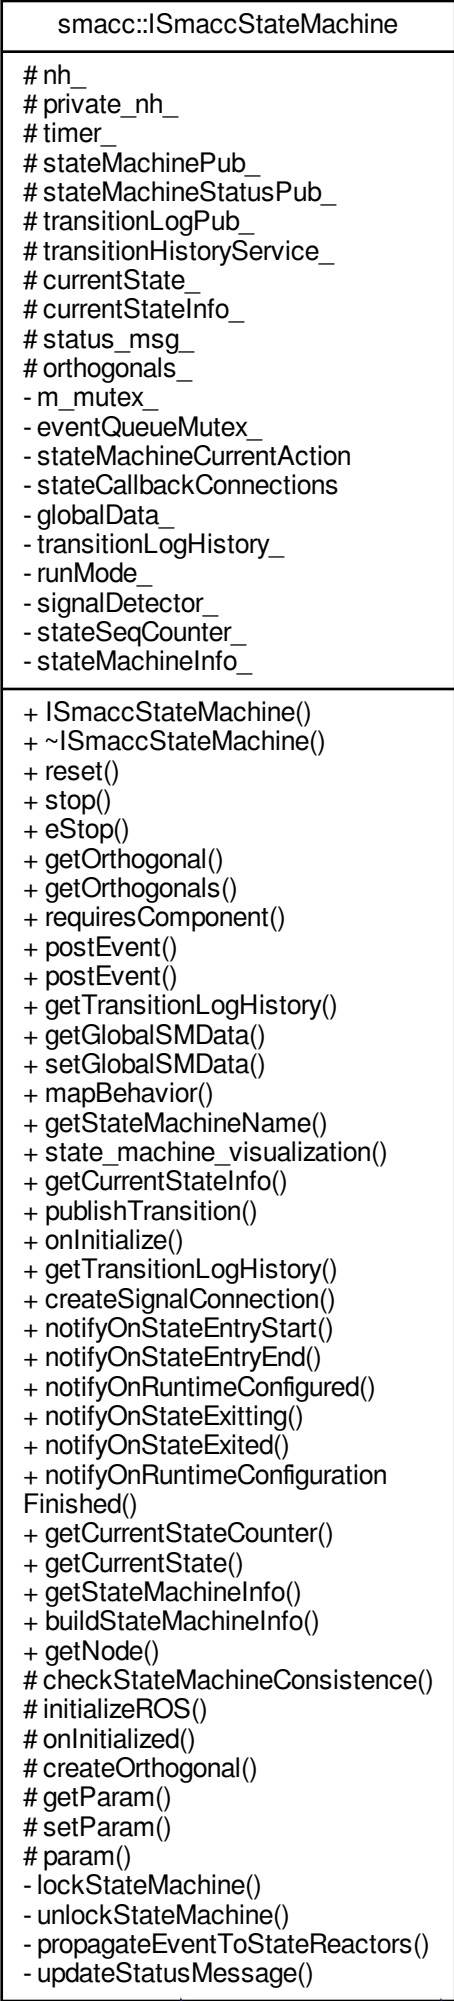 smacc::ISmaccStateMachine
# nh_
# private_nh_
# timer_
# stateMachinePub_
# stateMachineStatusPub_
# transitionLogPub_
# transitionHistoryService_
# currentState_
# currentStateInfo_
# status_msg_
# orthogonals_
- m_mutex_
- eventQueueMutex_
- stateMachineCurrentAction
- stateCallbackConnections
- globalData_
- transitionLogHistory_
- runMode_
- signalDetector_
- stateSeqCounter_
- stateMachineInfo_
+ ISmaccStateMachine()
+ ~ISmaccStateMachine()
+ reset()
+ stop()
+ eStop()
+ getOrthogonal()
+ getOrthogonals()
+ requiresComponent()
+ postEvent()
+ postEvent()
+ getTransitionLogHistory()
+ getGlobalSMData()
+ setGlobalSMData()
+ mapBehavior()
+ getStateMachineName()
+ state_machine_visualization()
+ getCurrentStateInfo()
+ publishTransition()
+ onInitialize()
+ getTransitionLogHistory()
+ createSignalConnection()
+ notifyOnStateEntryStart()
+ notifyOnStateEntryEnd()
+ notifyOnRuntimeConfigured()
+ notifyOnStateExitting()
+ notifyOnStateExited()
+ notifyOnRuntimeConfiguration
Finished()
+ getCurrentStateCounter()
+ getCurrentState()
+ getStateMachineInfo()
+ buildStateMachineInfo()
+ getNode()
# checkStateMachineConsistence()
# initializeROS()
# onInitialized()
# createOrthogonal()
# getParam()
# setParam()
# param()
- lockStateMachine()
- unlockStateMachine()
- propagateEventToStateReactors()
- updateStatusMessage()